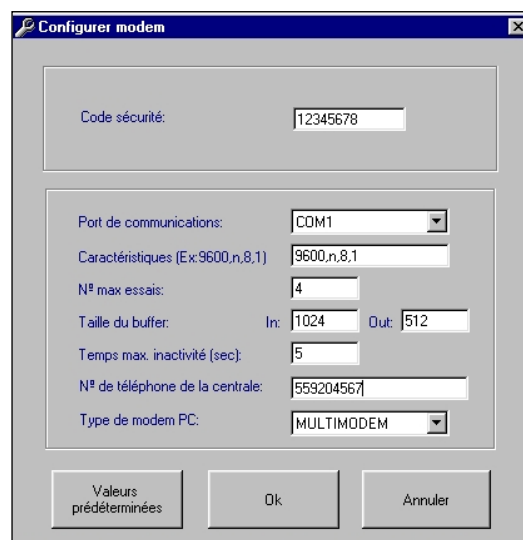 Configurer modem
Code sécurité: 12345678
Port de communications: COM1
Caractéristiques (Ex:9600,n,8,1) 9600,n,8,1
Nº max essais: 4
Taille du buffer: In: 1024 Out: 512
Temps max. inactivité (sec): 5
Nº de téléphone de la centrale: 559204567
Type de modem PC: MULTIMODEM
Valeurs prédéterminées Ok Annuler